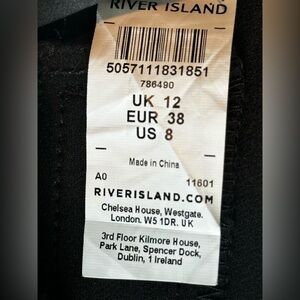 RIVER ISLAND
5057111831851
786490
UK 12
EUR 38
US 8
Made in China
A0 11601
RIVERISLAND.COM
Chelsea House, Westgate.
London. W5 1DR. UK
3rd Floor Kilmore House,
Park Lane, Spencer Dock,
Dublin, 1 Ireland